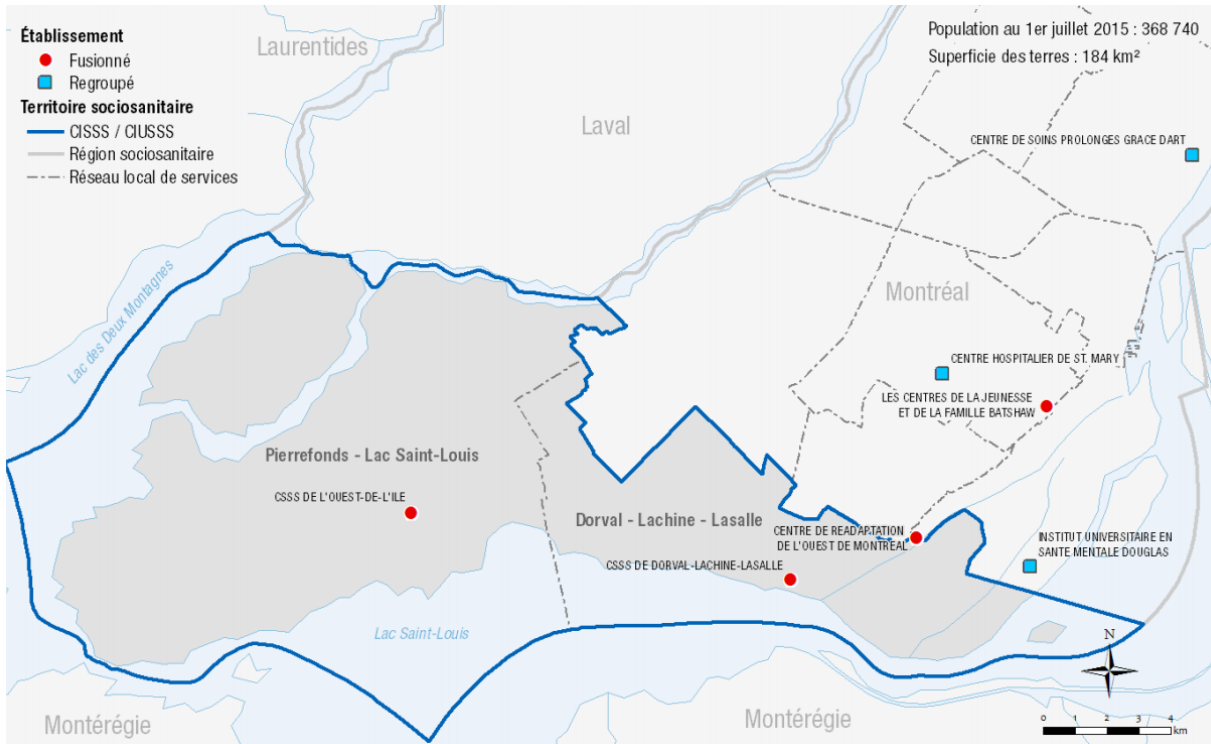 Établissement
Fusionné
Regroupé
Territoire sociosanitaire
CISSS / CIUSSS
Région sociosanitaire
Réseau local de services
Population au 1er juillet 2015 : 368 740
Superficie des terres : 184 km²
Laurentides
Laval
CENTRE DE SOINS PROLONGES GRACE DART
Lac des Deux Montagnes
Montréal
CENTRE HOSPITALIER DE ST. MARY
LES CENTRES DE LA JEUNESSE
ET DE LA FAMILLE BATSHAW
Pierrefonds - Lac Saint-Louis
CSSS DE L'OUEST-DE-L'ILE
Dorval - Lachine - Lasalle
CENTRE DE READAPTATION
DE L'OUEST DE MONTREAL
INSTITUT UNIVERSITAIRE EN
SANTE MENTALE DOUGLAS
CSSS DE DORVAL-LACHINE-LASALLE
Lac Saint-Louis
N
Montérégie
Montérégie
0 1 2 3 4
km